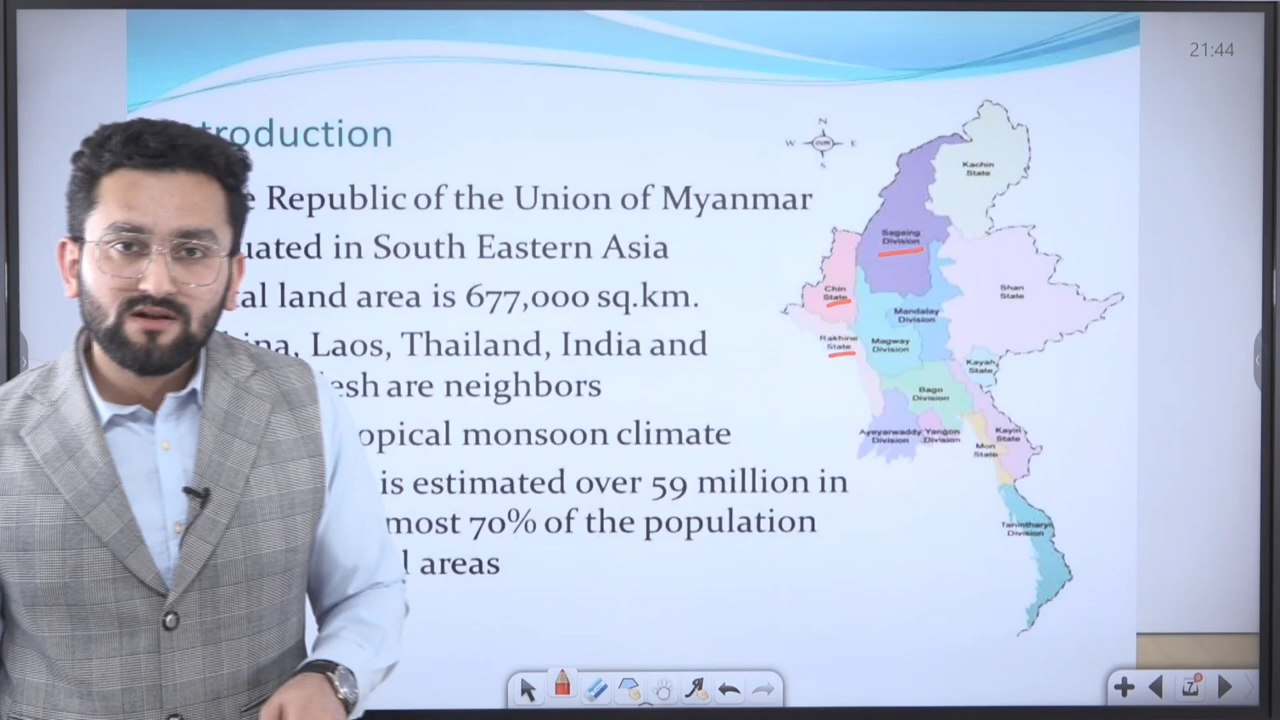 21:44
troduction
e Republic of the Union of Myanmar
uated in South Eastern Asia
al land area is 677,000 sq.km.
ina, Laos, Thailand, India and
esh are neighbors
opical monsoon climate
is estimated over 59 million in
most 70% of the population
l areas
N
W E
S
Kachin
State
Sagaing
Division
Chin
State
Shan
State
Mandalay
Division
Rakhine
State
Magway
Division
Kayah
State
Bago
Division
Ayeyarwaddy
Division
Yangon
Division
Kayin
State
Mon
State
Tanintharyi
Division
7